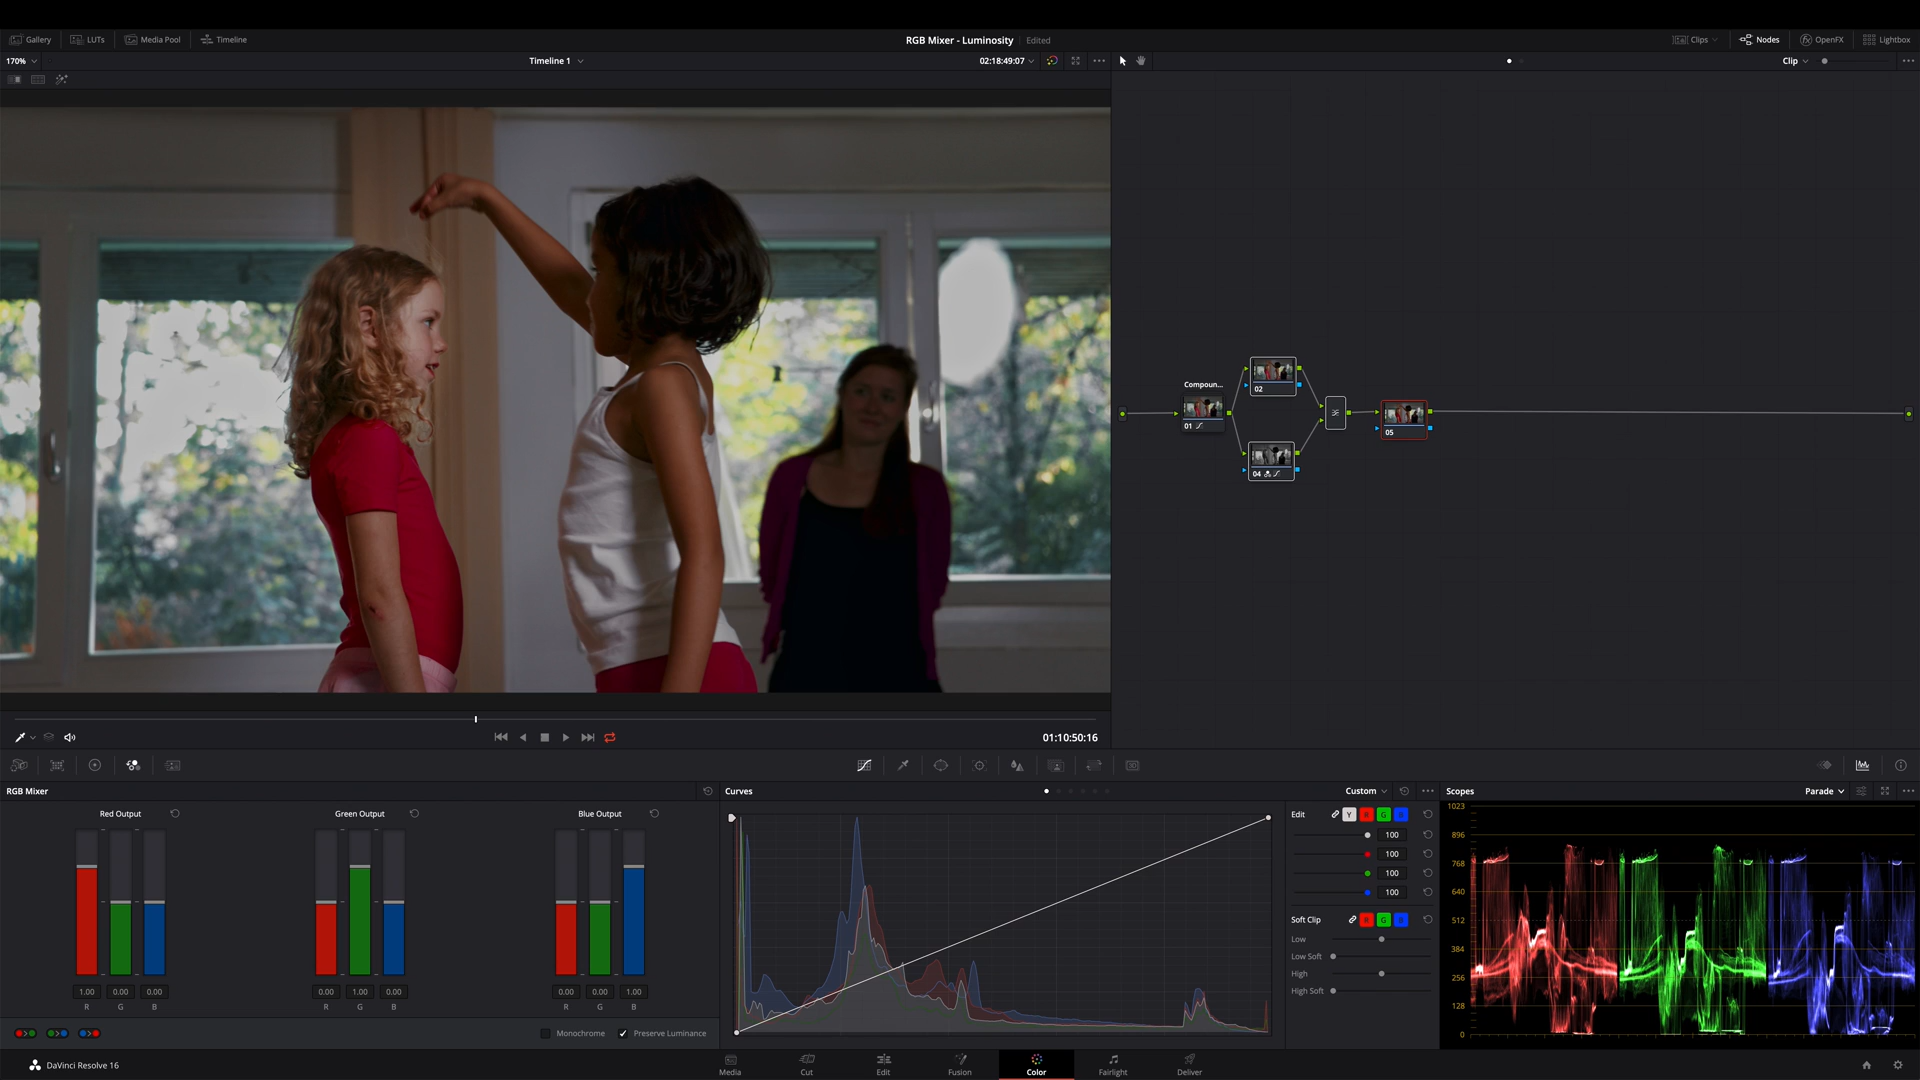 Gallery LUTs Media Pool Timeline RGB Mixer - Luminosity Edited Clips Nodes OpenFX Lightbox
170% Timeline 1 02:18:49:07 Clip
Compoun...
01
02
04
05
01:10:50:16
RGB Mixer
Red Output Green Output Blue Output
1.00 0.00 0.00 0.00 1.00 0.00 0.00 0.00 1.00
R G B R G B R G B
Monochrome Preserve Luminance
Curves Custom
Edit Y R G B
100
100
100
100
Soft Clip R G B
Low
Low Soft
High
High Soft
Scopes Parade
1023
896
768
640
512
384
256
128
0
DaVinci Resolve 16 Media Cut Edit Fusion Color Fairlight Deliver